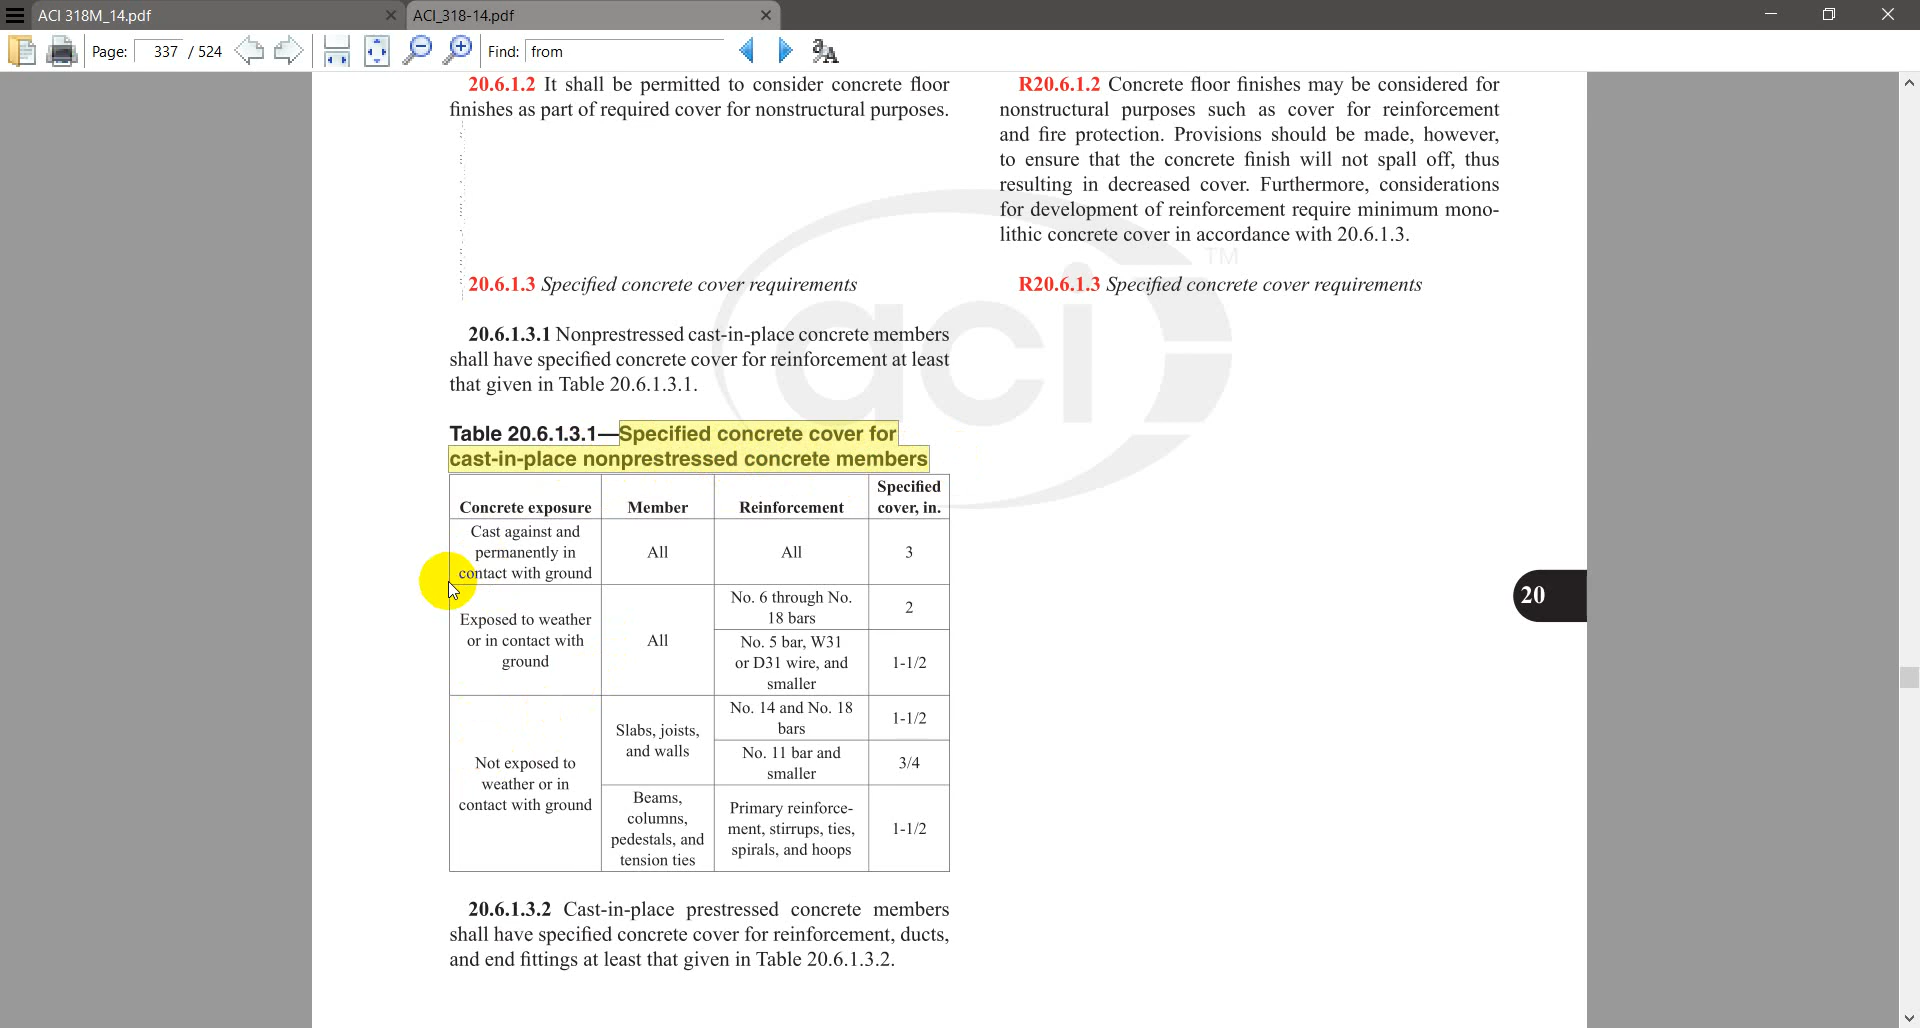 ACI 318M_14.pdf
ACI_318-14.pdf
Page: 337 / 524
Find: from
20.6.1.2 It shall be permitted to consider concrete floor
finishes as part of required cover for nonstructural purposes.
20.6.1.3 Specified concrete cover requirements
20.6.1.3.1 Nonprestressed cast-in-place concrete members
shall have specified concrete cover for reinforcement at least
that given in Table 20.6.1.3.1.
Table 20.6.1.3.1—Specified concrete cover for
cast-in-place nonprestressed concrete members
Concrete exposure
Member
Reinforcement
Specified
cover, in.
Cast against and
permanently in
contact with ground
All
All
3
Exposed to weather
or in contact with
ground
All
No. 6 through No.
18 bars
2
No. 5 bar, W31
or D31 wire, and
smaller
1-1/2
Not exposed to
weather or in
contact with ground
Slabs, joists,
and walls
No. 14 and No. 18
bars
1-1/2
No. 11 bar and
smaller
3/4
Beams,
columns,
pedestals, and
tension ties
Primary reinforce-
ment, stirrups, ties,
spirals, and hoops
1-1/2
20.6.1.3.2 Cast-in-place prestressed concrete members
shall have specified concrete cover for reinforcement, ducts,
and end fittings at least that given in Table 20.6.1.3.2.
R20.6.1.2 Concrete floor finishes may be considered for
nonstructural purposes such as cover for reinforcement
and fire protection. Provisions should be made, however,
to ensure that the concrete finish will not spall off, thus
resulting in decreased cover. Furthermore, considerations
for development of reinforcement require minimum mono-
lithic concrete cover in accordance with 20.6.1.3.
R20.6.1.3 Specified concrete cover requirements
aci
TM
20